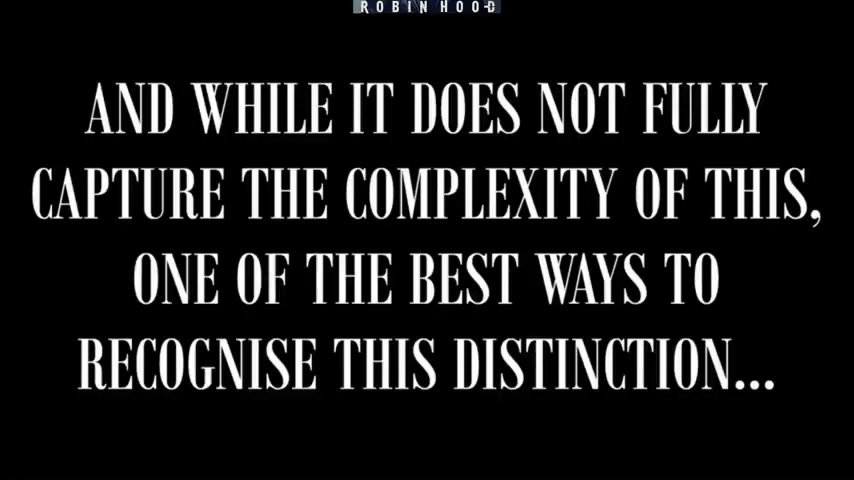 ROBIN HOOD
AND WHILE IT DOES NOT FULLY
CAPTURE THE COMPLEXITY OF THIS,
ONE OF THE BEST WAYS TO
RECOGNISE THIS DISTINCTION...